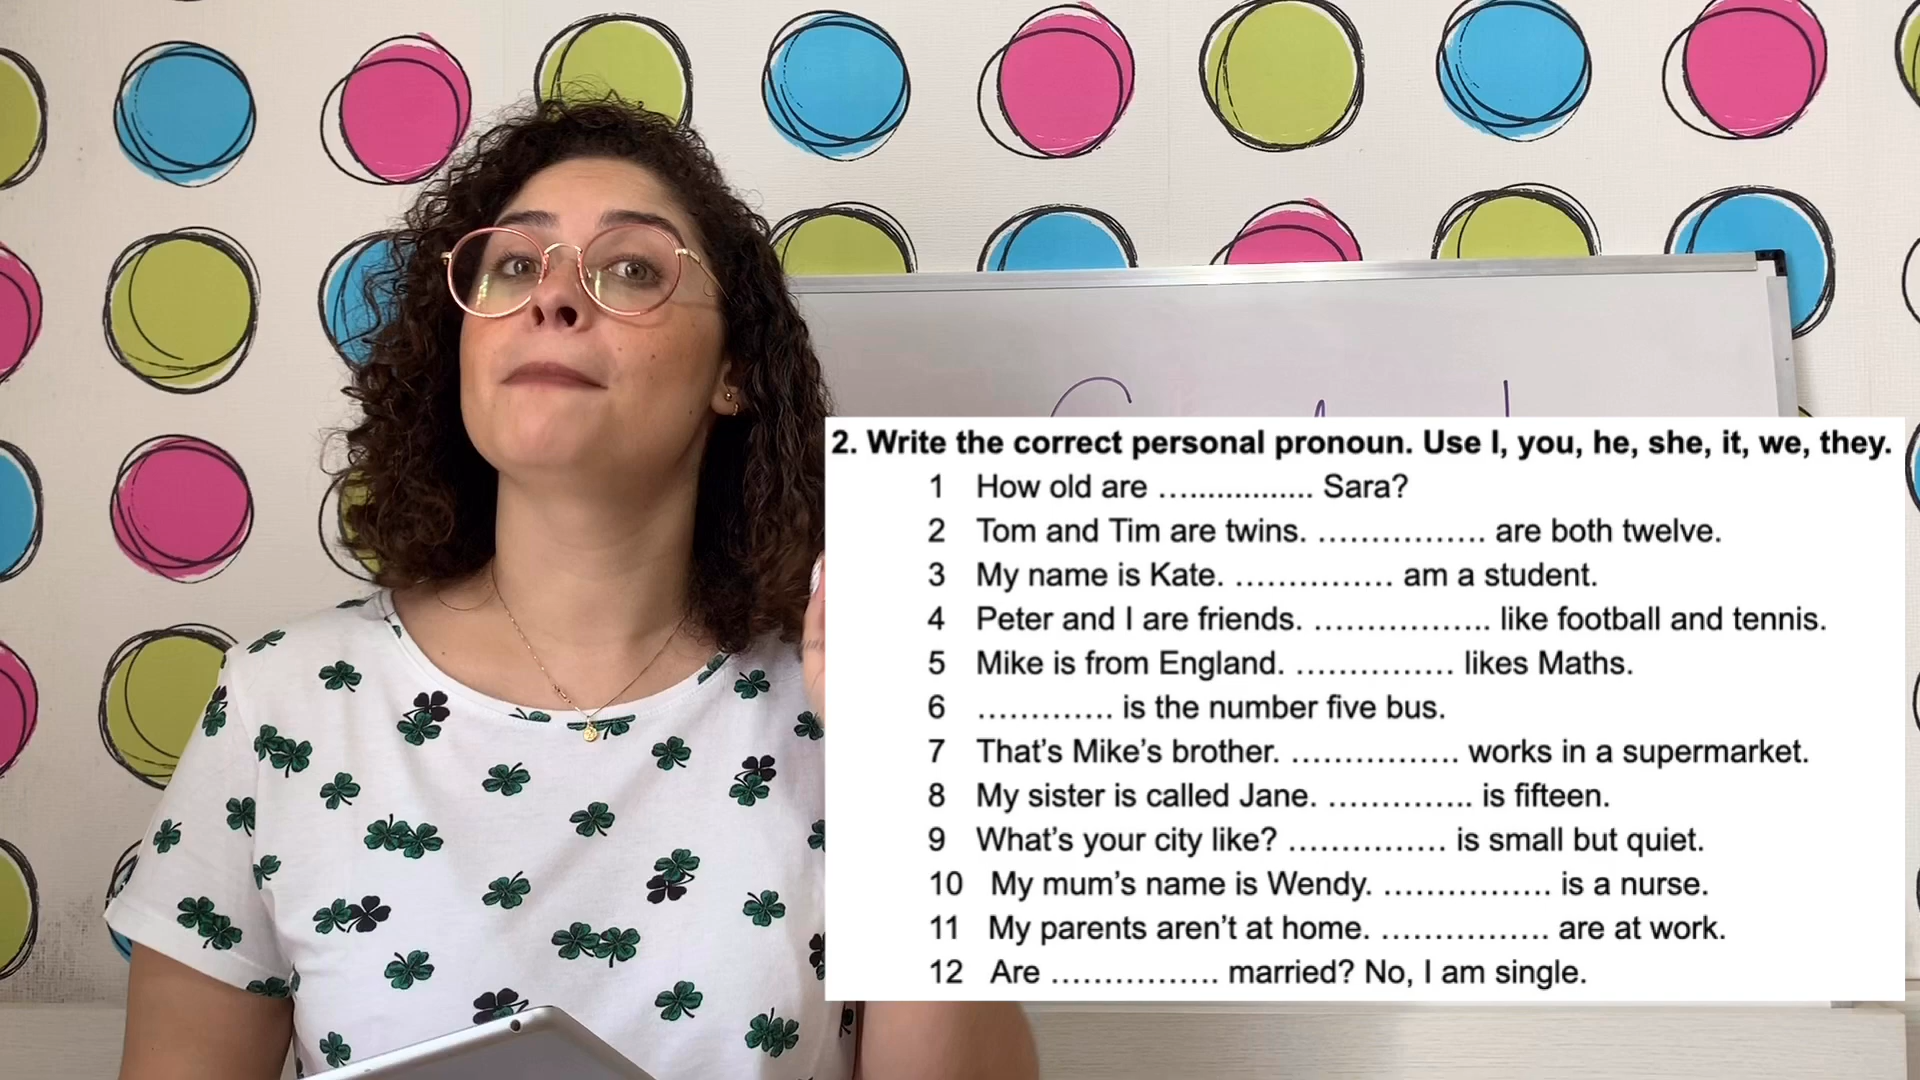 2. Write the correct personal pronoun. Use I, you, he, she, it, we, they.
1 How old are ................. Sara?
2 Tom and Tim are twins. ................ are both twelve.
3 My name is Kate. ............... am a student.
4 Peter and I are friends. ................. like football and tennis.
5 Mike is from England. ............... likes Maths.
6 ............. is the number five bus.
7 That's Mike's brother. ................ works in a supermarket.
8 My sister is called Jane. .............. is fifteen.
9 What's your city like? ............... is small but quiet.
10 My mum's name is Wendy. ................ is a nurse.
11 My parents aren't at home. ................ are at work.
12 Are ................ married? No, I am single.